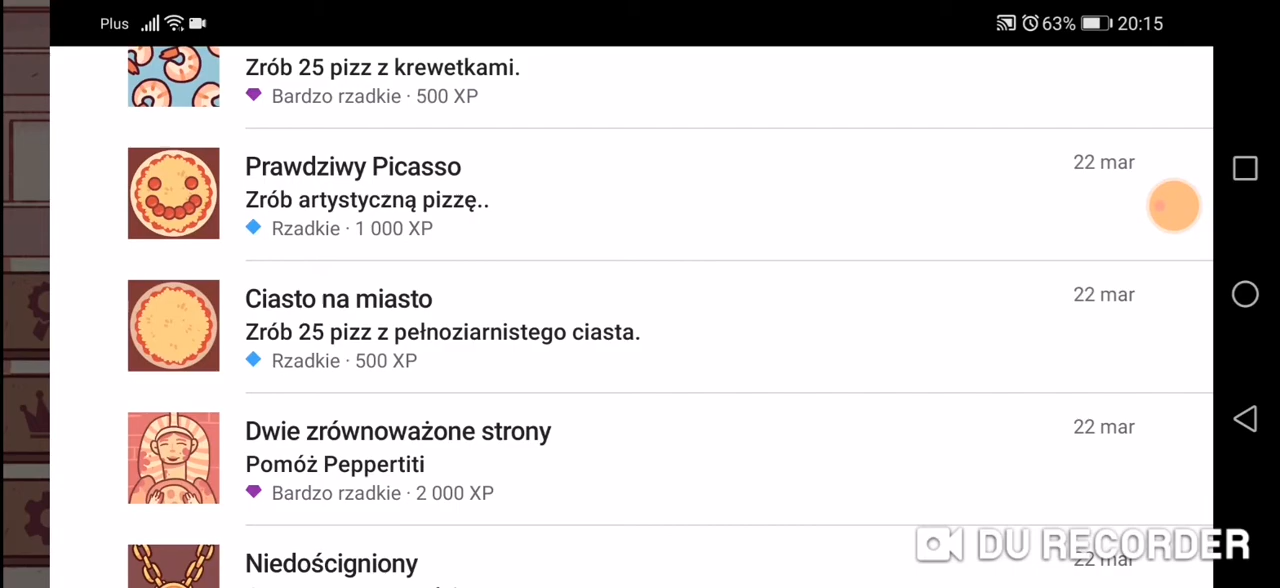 Plus 63% 20:15
Zrób 25 pizz z krewetkami.
Bardzo rzadkie · 500 XP
Prawdziwy Picasso 22 mar
Zrób artystyczną pizzę..
Rzadkie · 1 000 XP
Ciasto na miasto 22 mar
Zrób 25 pizz z pełnoziarnistego ciasta.
Rzadkie · 500 XP
Dwie zrównoważone strony 22 mar
Pomóż Peppertiti
Bardzo rzadkie · 2 000 XP
DU RECORDER
Niedościgniony 22 mar